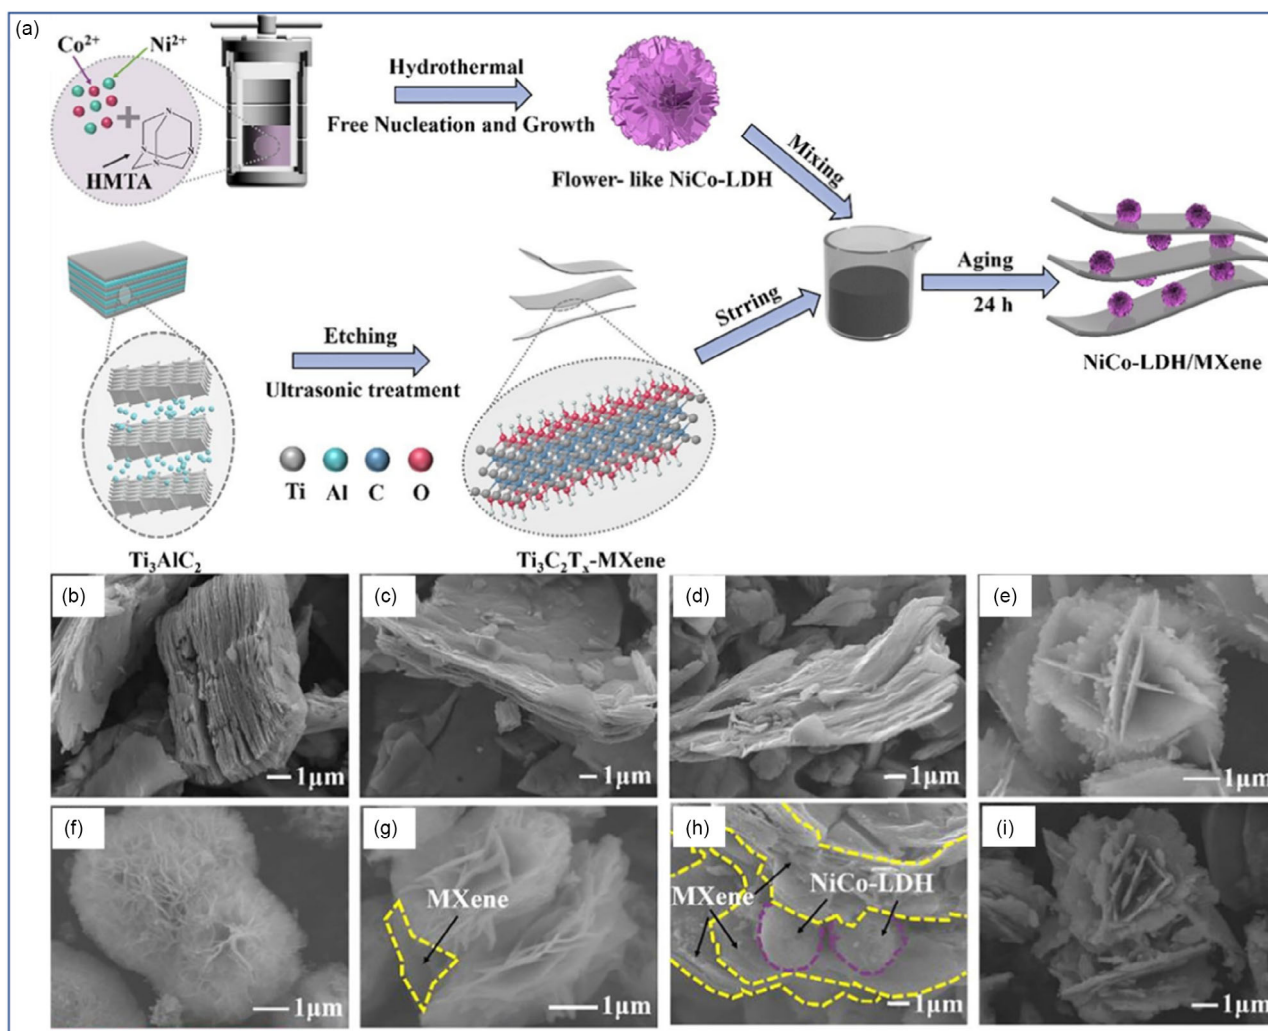 (a)
Co²⁺
Ni²⁺
N
N
N
N
HMTA
Hydrothermal
Free Nucleation and Growth
Flower- like NiCo-LDH
Mixing
Etching
Ultrasonic treatment
Strring
Aging
24 h
NiCo-LDH/MXene
Ti
Al
C
O
Ti₃AlC₂
Ti₃C₂Tₓ-MXene
(b)
1μm
(c)
1μm
(d)
1μm
(e)
1μm
(f)
1μm
(g)
MXene
1μm
(h)
MXene
NiCo-LDH
1μm
(i)
1μm